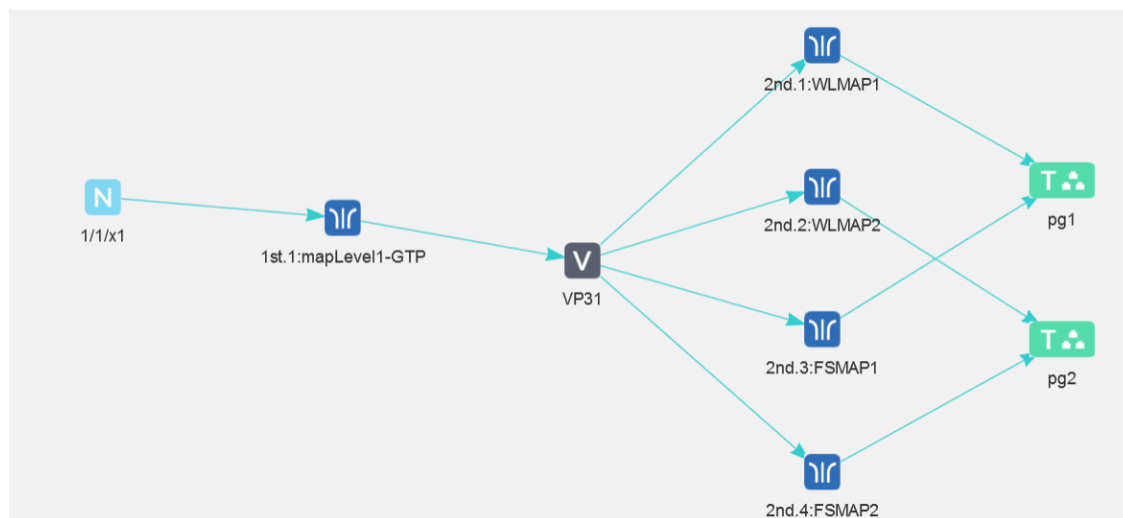 N
1/1/x1
1st.1:mapLevel1-GTP
V
VP31
2nd.1:WLMAP1
2nd.2:WLMAP2
2nd.3:FSMAP1
2nd.4:FSMAP2
T
pg1
T
pg2